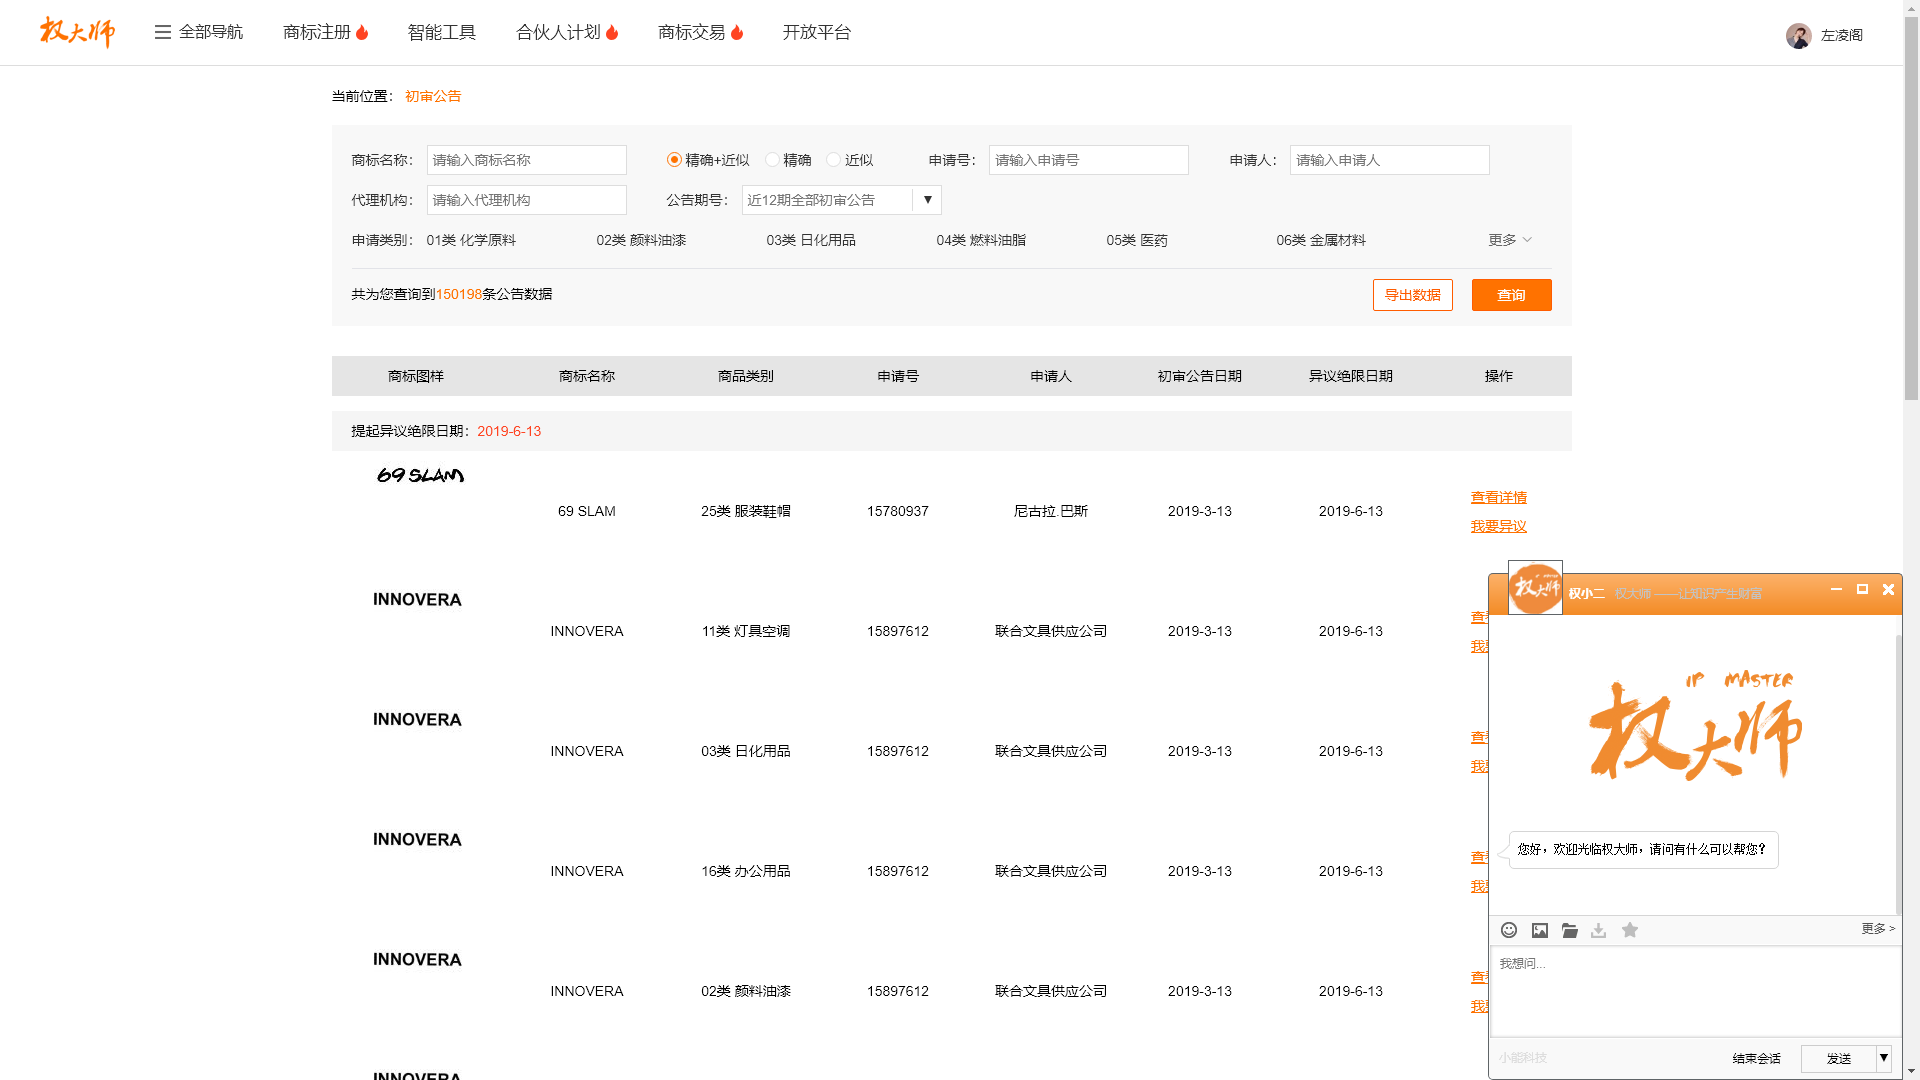 权大师
全部导航
商标注册
智能工具
合伙人计划
商标交易
开放平台
左凌阁
当前位置： 初审公告
商标名称： 请输入商标名称 精确+近似 精确 近似 申请号： 请输入申请号 申请人： 请输入申请人
代理机构： 请输入代理机构 公告期号： 近12期全部初审公告 ▼
申请类别： 01类 化学原料 02类 颜料油漆 03类 日化用品 04类 燃料油脂 05类 医药 06类 金属材料 更多
共为您查询到150198条公告数据 导出数据 查询
商标图样 商标名称 商品类别 申请号 申请人 初审公告日期 异议绝限日期 操作
提起异议绝限日期：2019-6-13
69 SLAM
69 SLAM 25类 服装鞋帽 15780937 尼古拉.巴斯 2019-3-13 2019-6-13 查看详情
我要异议
INNOVERA
INNOVERA 11类 灯具空调 15897612 联合文具供应公司 2019-3-13 2019-6-13
INNOVERA
INNOVERA 03类 日化用品 15897612 联合文具供应公司 2019-3-13 2019-6-13
INNOVERA
INNOVERA 16类 办公用品 15897612 联合文具供应公司 2019-3-13 2019-6-13
INNOVERA
INNOVERA 02类 颜料油漆 15897612 联合文具供应公司 2019-3-13 2019-6-13
INNOVERA
权大师
权小二 权大师 ——让知识产生财富
IP MASTER
权大师
您好，欢迎光临权大师，请问有什么可以帮您？
更多 >
我想问...
小能科技 结束会话 发送 ▼